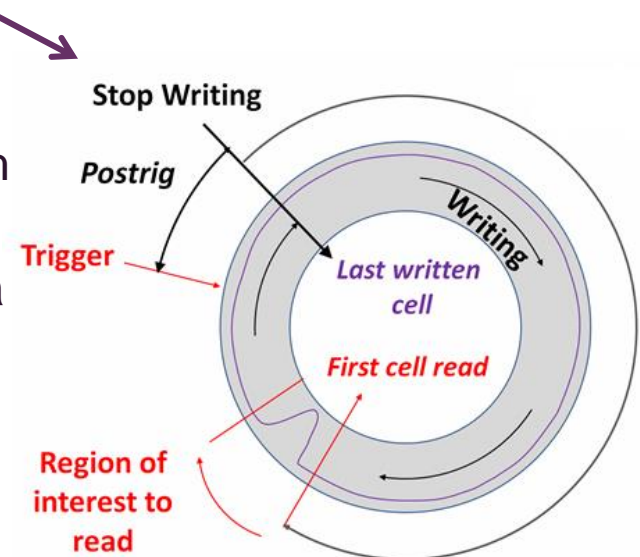 Stop Writing
Postrig
Trigger
Writing
Last written
cell
First cell read
Region of
interest to
read